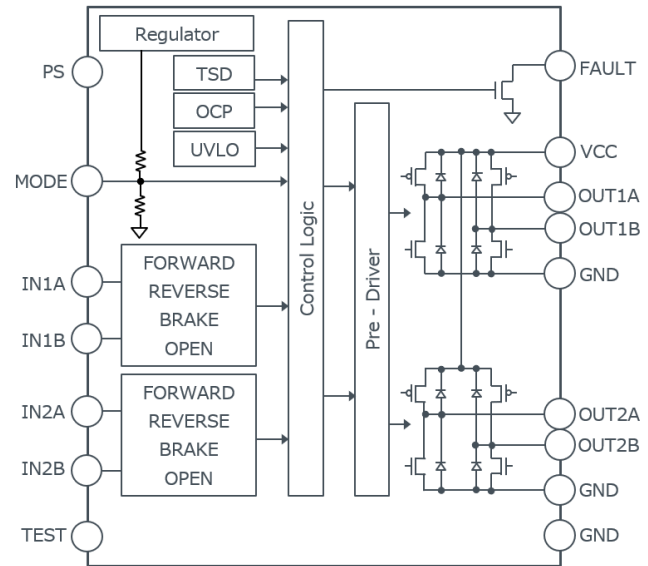 Regulator
PS
TSD
FAULT
OCP
UVLO
VCC
MODE
OUT1A
OUT1B
Control Logic
Pre - Driver
GND
IN1A
FORWARD
REVERSE
IN1B
BRAKE
OPEN
IN2A
FORWARD
REVERSE
BRAKE
IN2B
OPEN
OUT2A
OUT2B
GND
TEST
GND